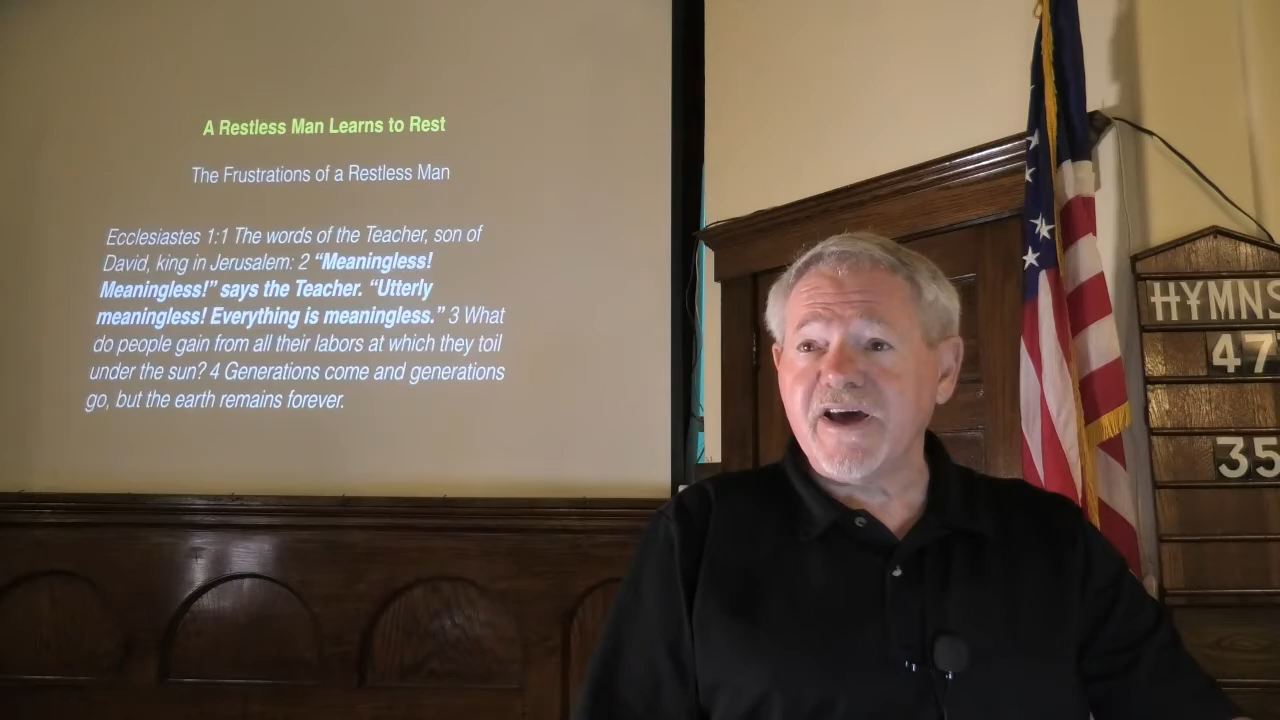 A Restless Man Learns to Rest
The Frustrations of a Restless Man
Ecclesiastes 1:1 The words of the Teacher, son of
David, king in Jerusalem: 2 “Meaningless!
Meaningless!” says the Teacher. “Utterly
meaningless! Everything is meaningless.” 3 What
do people gain from all their labors at which they toil
under the sun? 4 Generations come and generations
go, but the earth remains forever.
HYMNS
47
35